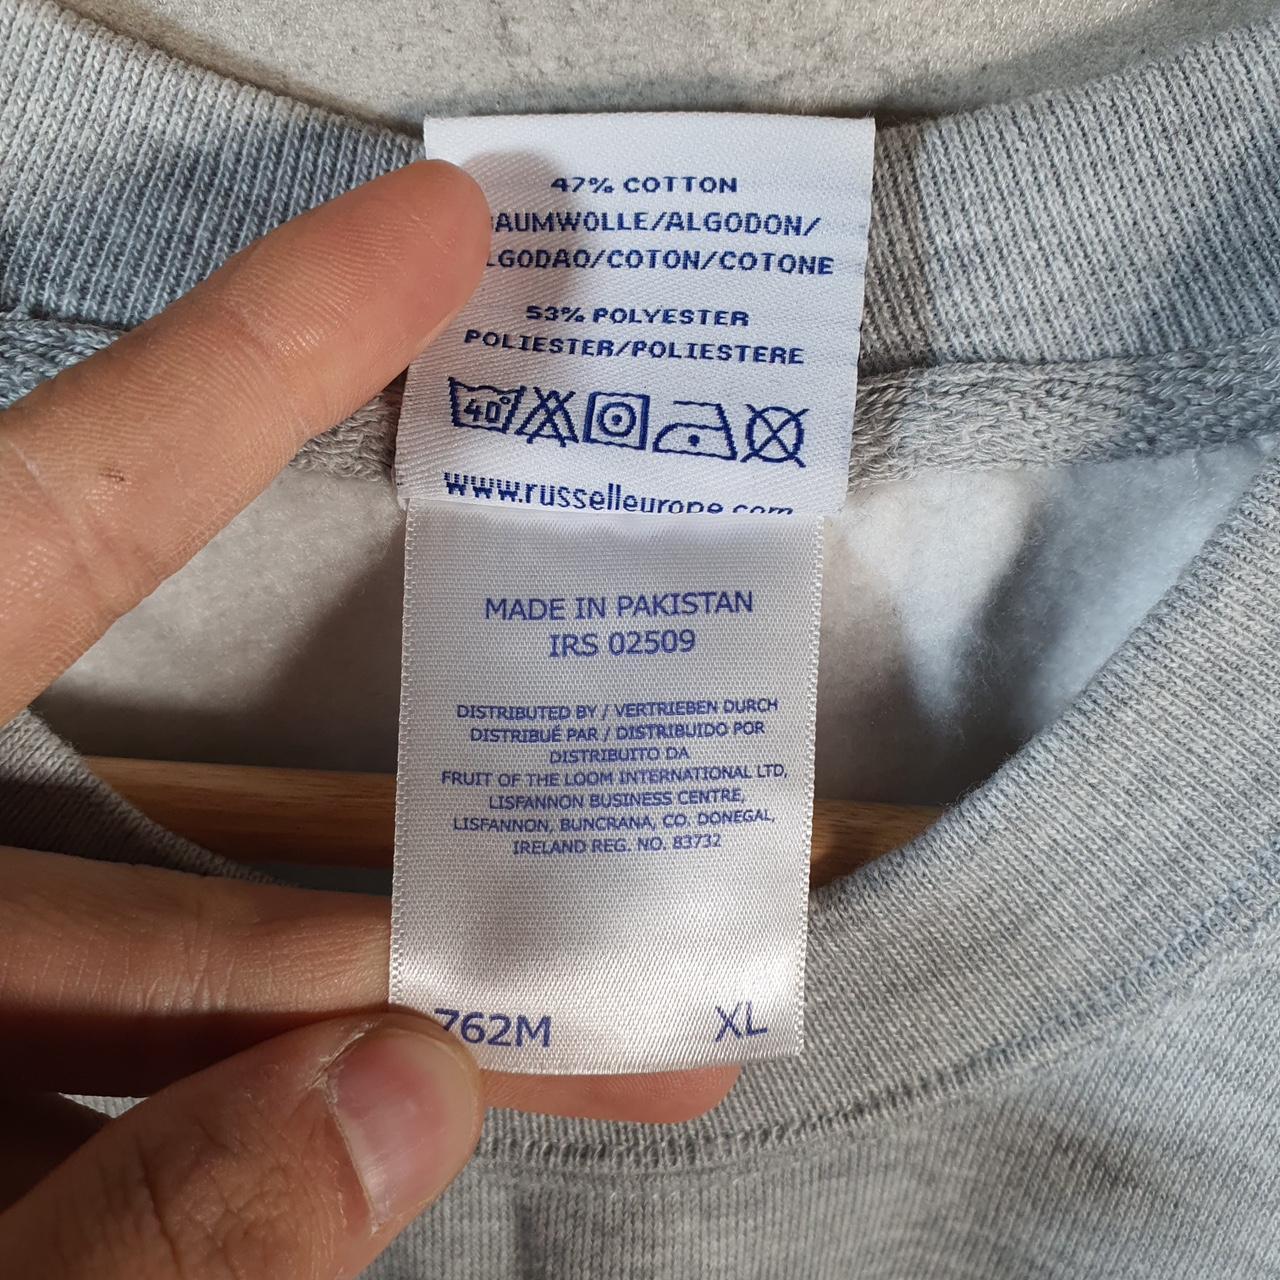 47% COTTON
AUMWOLLE/ALGODON/
LGODAO/COTON/COTONE
53% POLYESTER
POLIESTER/POLIESTERE
40°
www.russelleurope.com
MADE IN PAKISTAN
IRS 02509
DISTRIBUTED BY / VERTRIEBEN DURCH
DISTRIBUÉ PAR / DISTRIBUIDO POR
DISTRIBUITO DA
FRUIT OF THE LOOM INTERNATIONAL LTD,
LISFANNON BUSINESS CENTRE,
LISFANNON, BUNCRANA, CO. DONEGAL,
IRELAND REG. NO. 83732
762M XL